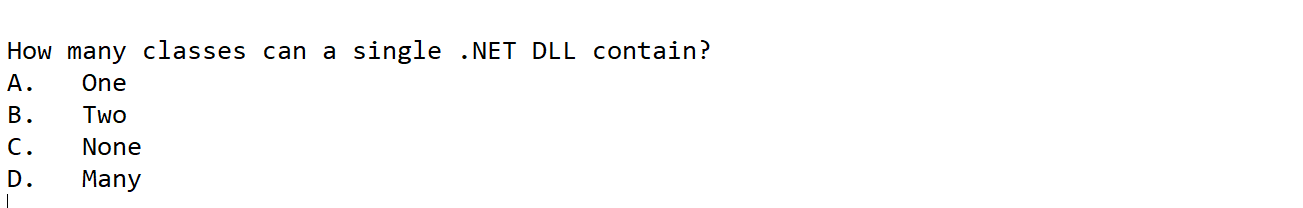 How many classes can a single .NET DLL contain?
A.   One
B.   Two
C.   None
D.   Many